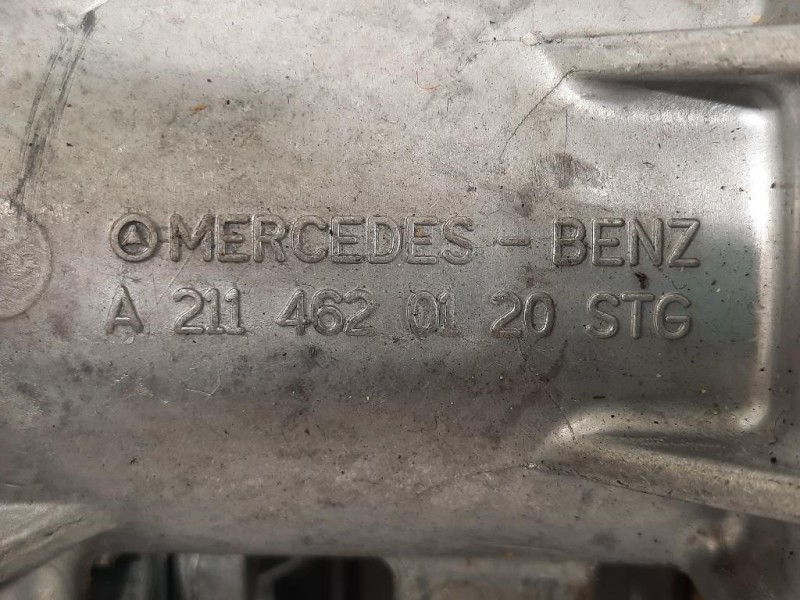 MERCEDES - BENZ
A 211 462 01 20 STG